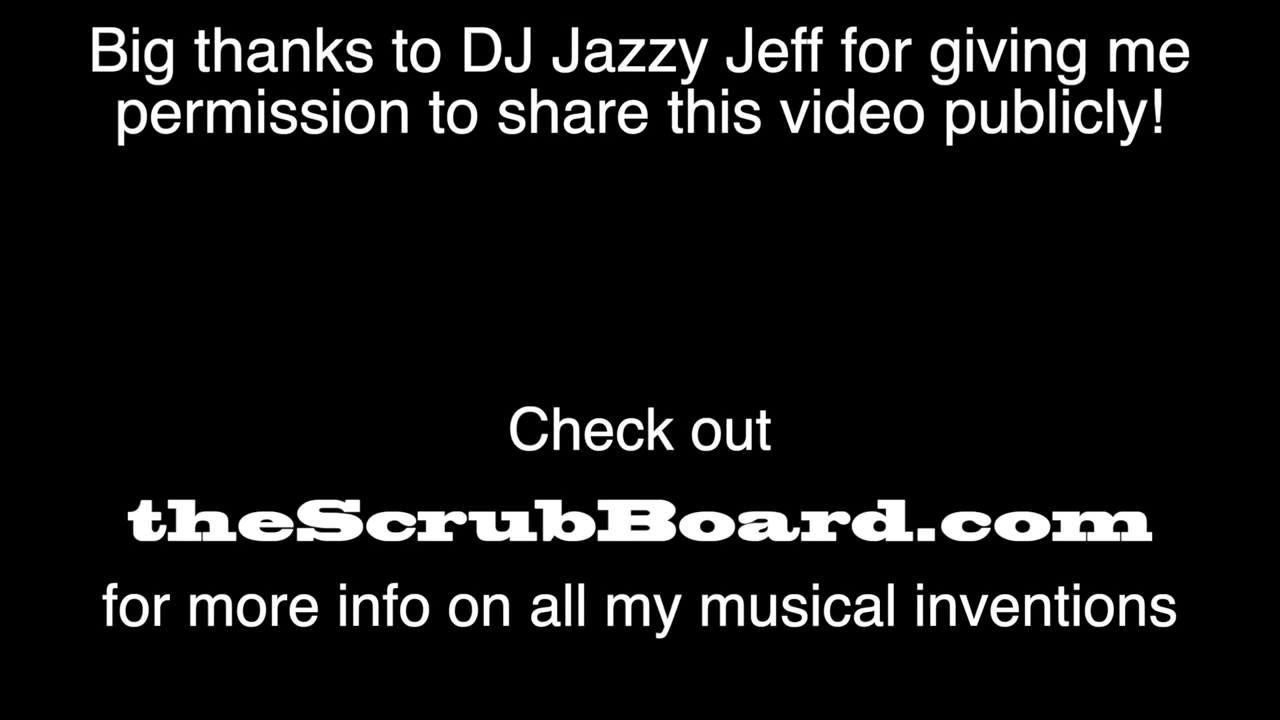 Big thanks to DJ Jazzy Jeff for giving me
permission to share this video publicly!
Check out
theScrubBoard.com
for more info on all my musical inventions